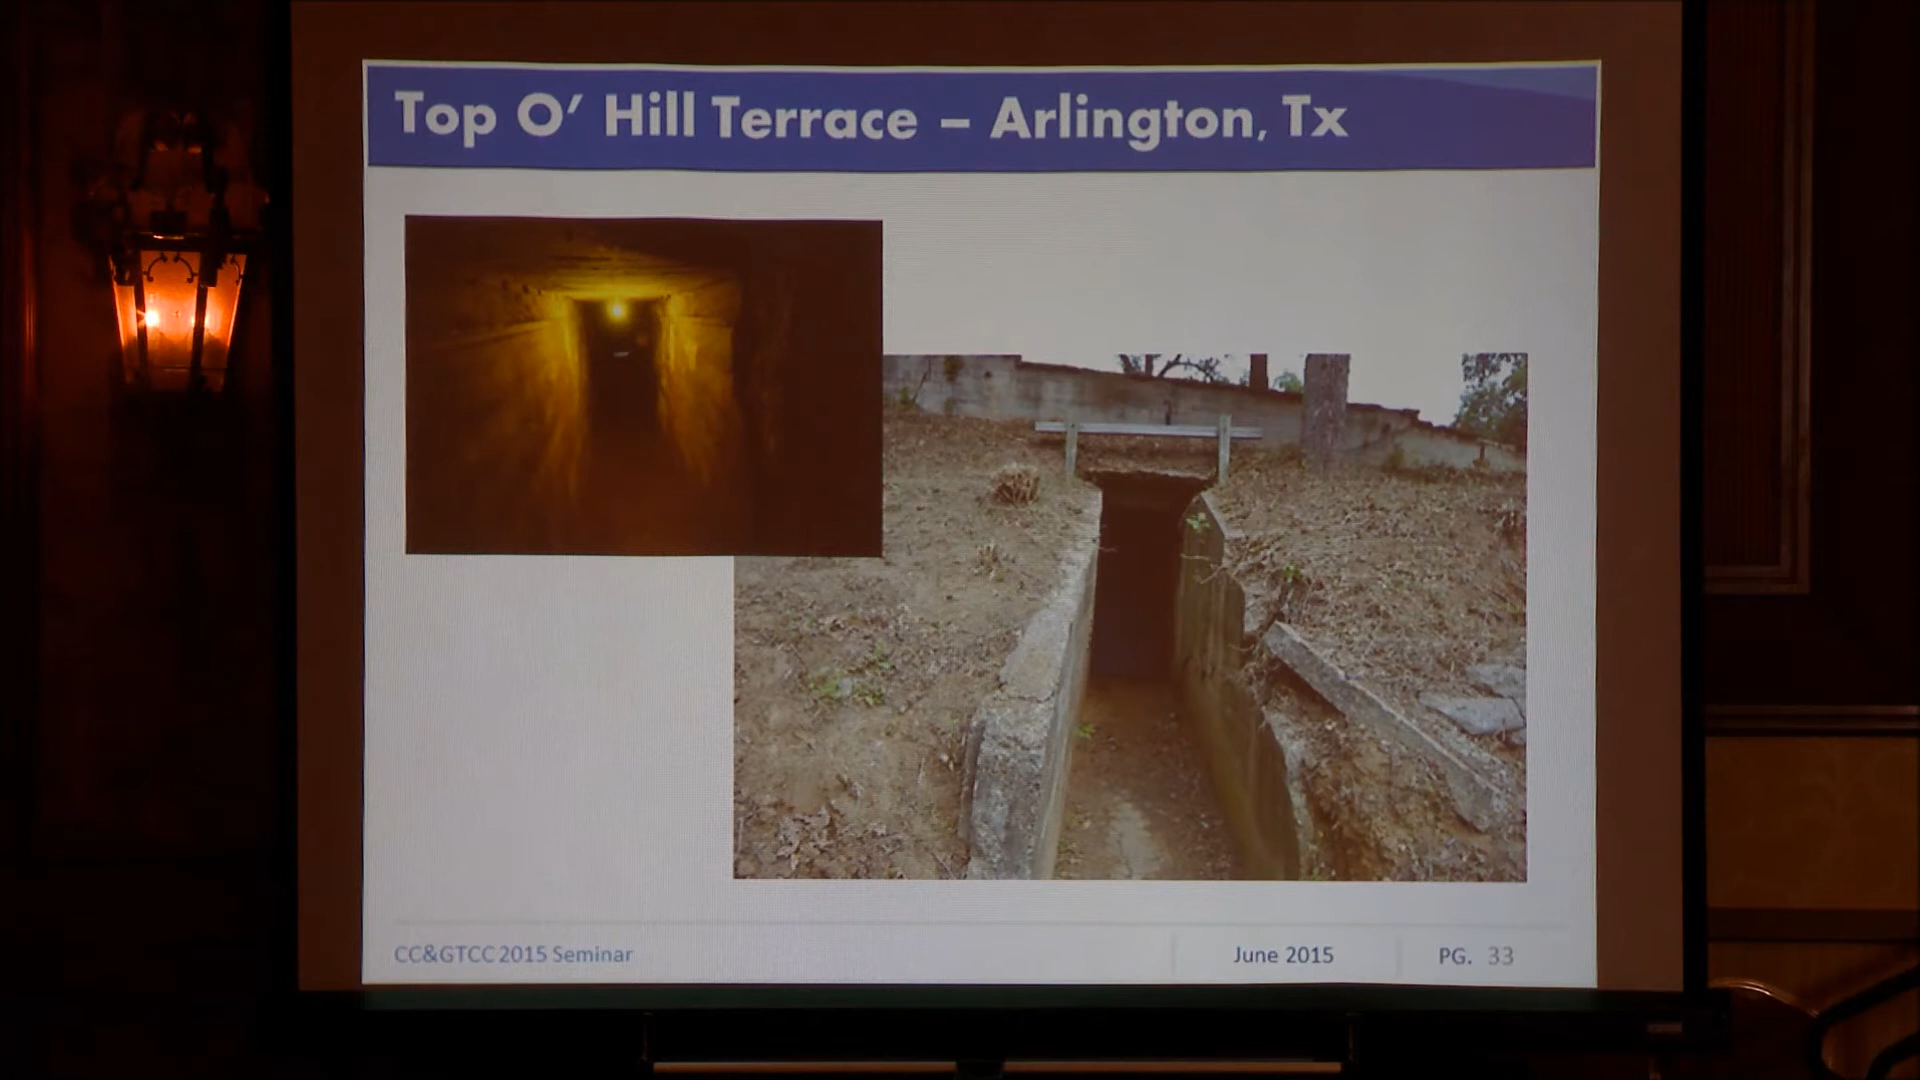 Top O’ Hill Terrace – Arlington, Tx
CC&GTCC 2015 Seminar
June 2015
PG. 33